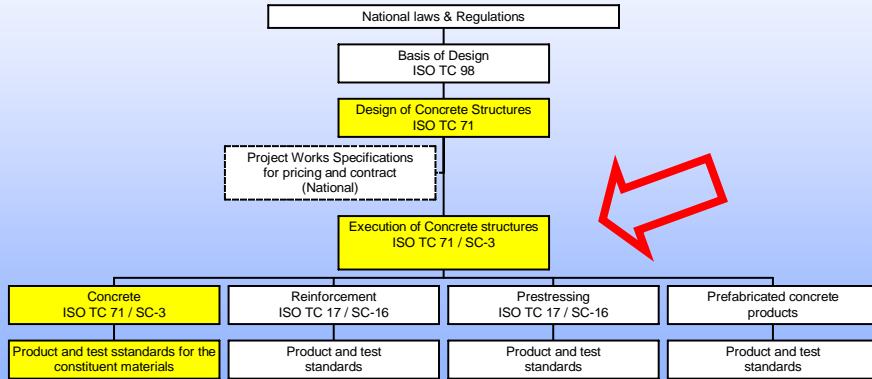 National laws & Regulations
Basis of Design
ISO TC 98
Design of Concrete Structures
ISO TC 71
Project Works Specifications
for pricing and contract
(National)
Execution of Concrete structures
ISO TC 71 / SC-3
Concrete
ISO TC 71 / SC-3
Reinforcement
ISO TC 17 / SC-16
Prestressing
ISO TC 17 / SC-16
Prefabricated concrete
products
Product and test sstandards for the
constituent materials
Product and test
standards
Product and test
standards
Product and test
standards